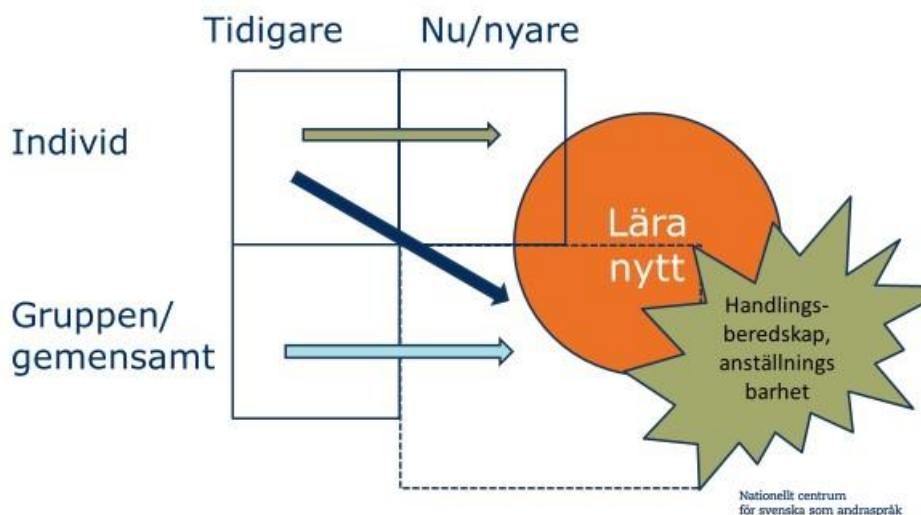 Tidigare
Nu/nyare
Individ
Lära
nytt
Gruppen/
gemensamt
Handlings-
beredskap,
anställnings
barhet
Nationellt centrum
för svenska som andraspråk